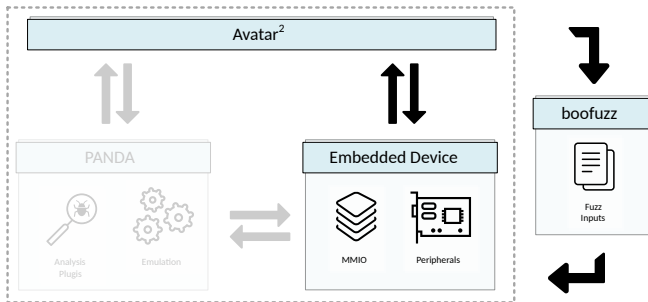 Avatar²
boofuzz
PANDA
Embedded Device
Fuzz
Inputs
Analysis
Plugis
Emulation
MMIO
Peripherals